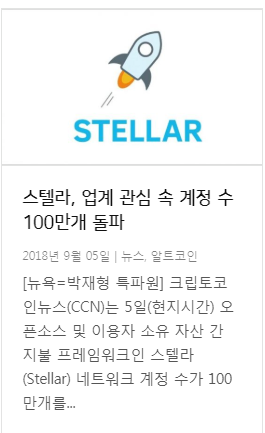 STELLAR
스텔라, 업계 관심 속 계정 수
100만개 돌파
2018년 9월 05일 | 뉴스, 알트코인
[뉴욕=박재형 특파원] 크립토코
인뉴스(CCN)는 5일(현지시간) 오
픈소스 및 이용자 소유 자산 간
지불 프레임워크인 스텔라
(Stellar) 네트워크 계정 수가 100
만개를...